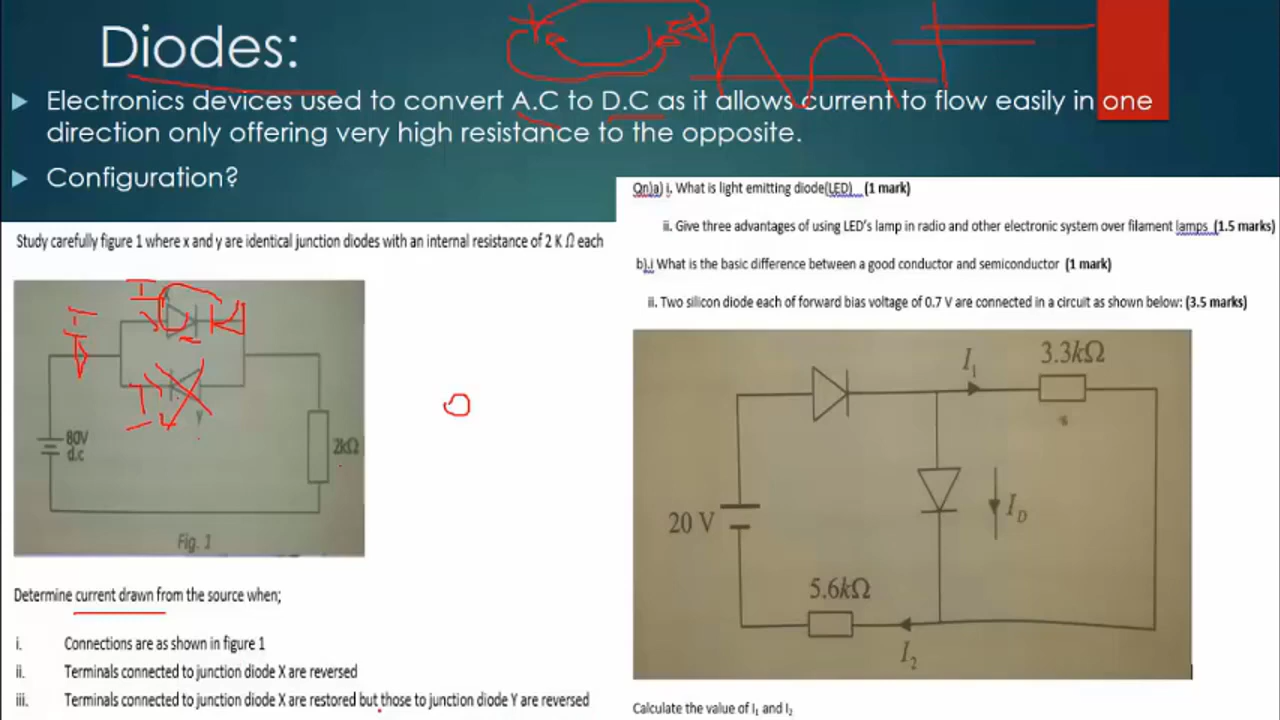 Diodes:
Electronics devices used to convert A.C to D.C as it allows current to flow easily in one
direction only offering very high resistance to the opposite.
Configuration?
Study carefully figure 1 where x and y are identical junction diodes with an internal resistance of 2 K Ω each
I
I
I
Y
80V
d.c
2kΩ
Fig. 1
Determine current drawn from the source when;
i. Connections are as shown in figure 1
ii. Terminals connected to junction diode X are reversed
iii. Terminals connected to junction diode X are restored but those to junction diode Y are reversed
Qn)a) i. What is light emitting diode(LED) (1 mark)
ii. Give three advantages of using LED's lamp in radio and other electronic system over filament lamps (1.5 marks)
b).i What is the basic difference between a good conductor and semiconductor (1 mark)
ii. Two silicon diode each of forward bias voltage of 0.7 V are connected in a circuit as shown below: (3.5 marks)
I₁
3.3kΩ
20 V
I_D
5.6kΩ
I₂
Calculate the value of I₁ and I₂